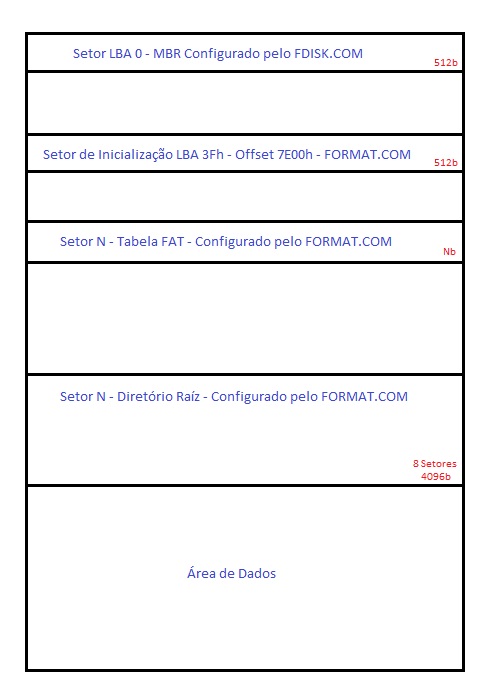 Setor LBA 0 - MBR Configurado pelo FDISK.COM
512b
Setor de Inicialização LBA 3Fh - Offset 7E00h - FORMAT.COM
512b
Setor N - Tabela FAT - Configurado pelo FORMAT.COM
Nb
Setor N - Diretório Raíz - Configurado pelo FORMAT.COM
8 Setores
4096b
Área de Dados